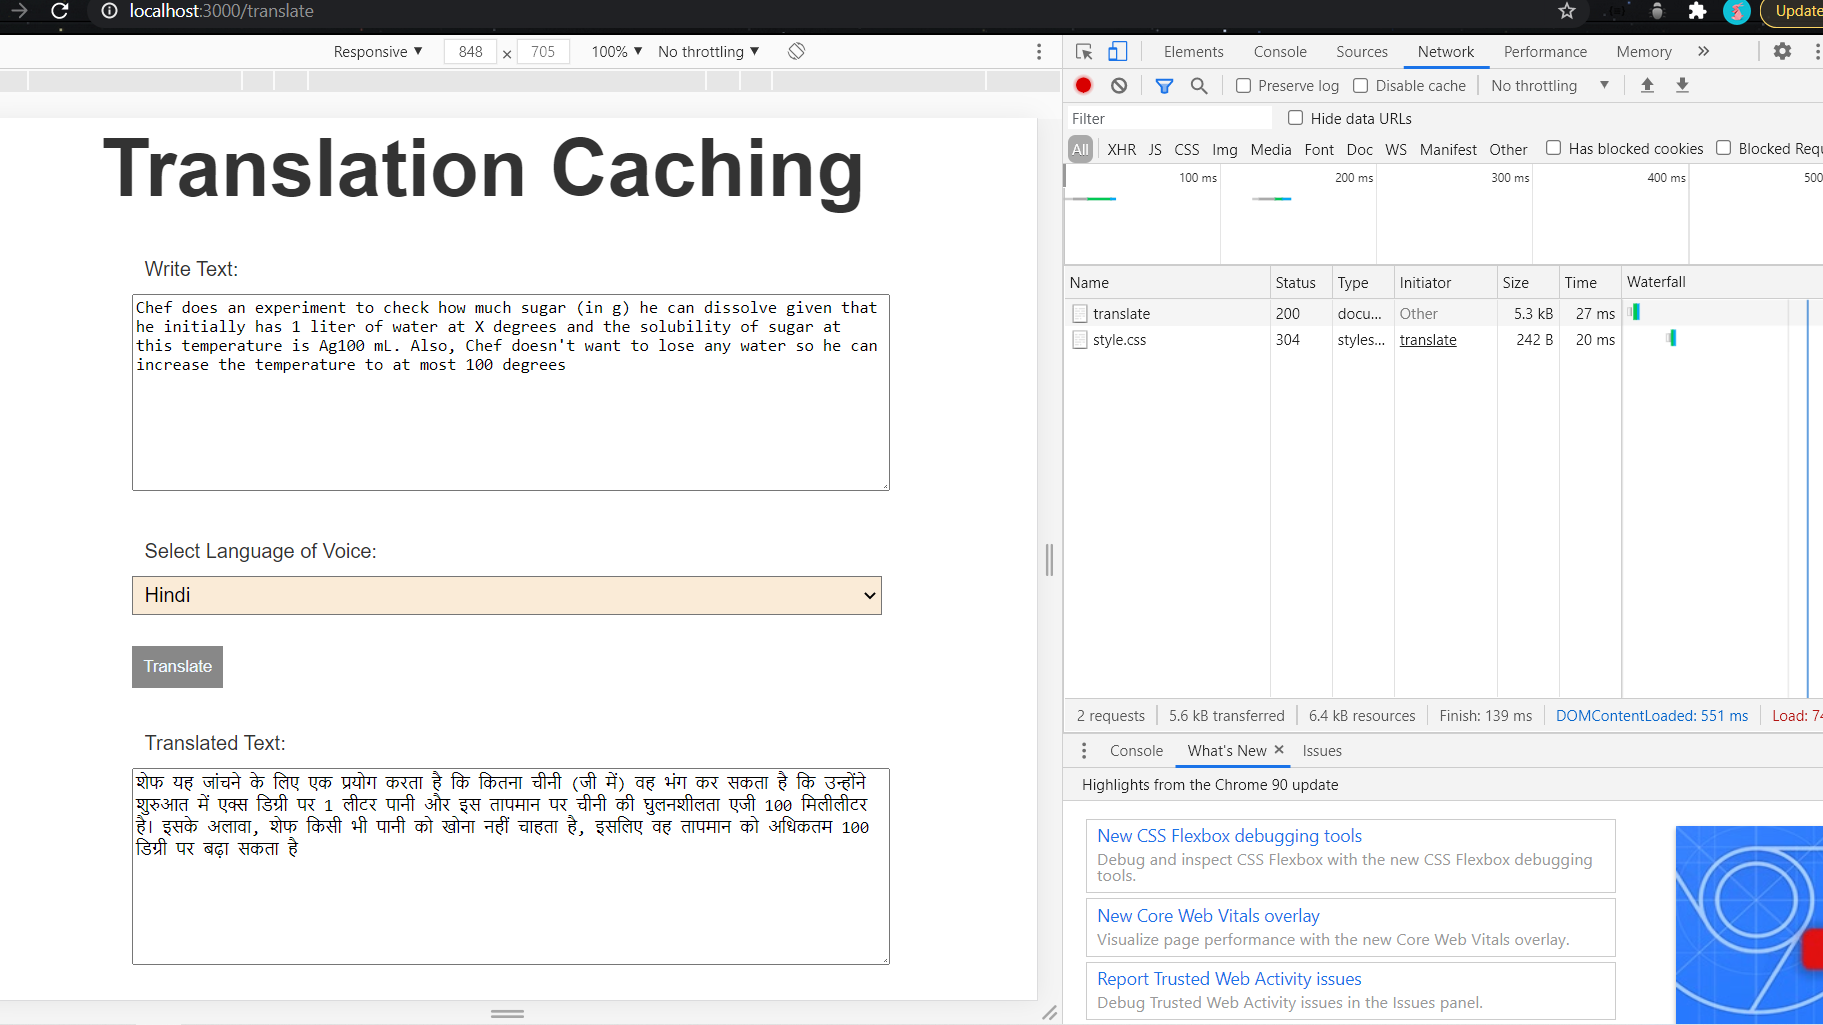 localhost:3000/translate
Update
Responsive ▼ 848 × 705 100% ▼ No throttling ▼
Elements Console Sources Network Performance Memory »
Preserve log Disable cache No throttling ▼
Filter Hide data URLs
All XHR JS CSS Img Media Font Doc WS Manifest Other Has blocked cookies Blocked Requ
100 ms 200 ms 300 ms 400 ms 500
Name Status Type Initiator Size Time Waterfall
translate 200 docu... Other 5.3 kB 27 ms
style.css 304 styles... translate 242 B 20 ms
2 requests 5.6 kB transferred 6.4 kB resources Finish: 139 ms DOMContentLoaded: 551 ms Load: 74
Console What's New × Issues
Highlights from the Chrome 90 update
New CSS Flexbox debugging tools
Debug and inspect CSS Flexbox with the new CSS Flexbox debugging
tools.
New Core Web Vitals overlay
Visualize page performance with the new Core Web Vitals overlay.
Report Trusted Web Activity issues
Debug Trusted Web Activity issues in the Issues panel.
Translation Caching
Write Text:
Chef does an experiment to check how much sugar (in g) he can dissolve given that
he initially has 1 liter of water at X degrees and the solubility of sugar at
this temperature is Ag100 mL. Also, Chef doesn't want to lose any water so he can
increase the temperature to at most 100 degrees
Select Language of Voice:
Hindi
Translate
Translated Text:
शेफ यह जांचने के लिए एक प्रयोग करता है कि कितना चीनी (जी में) वह भंग कर सकता है कि उन्होंने
शुरुआत में एक्स डिग्री पर 1 लीटर पानी और इस तापमान पर चीनी की घुलनशीलता एजी 100 मिलीलीटर
है। इसके अलावा, शेफ किसी भी पानी को खोना नहीं चाहता है, इसलिए वह तापमान को अधिकतम 100
डिग्री पर बढ़ा सकता है